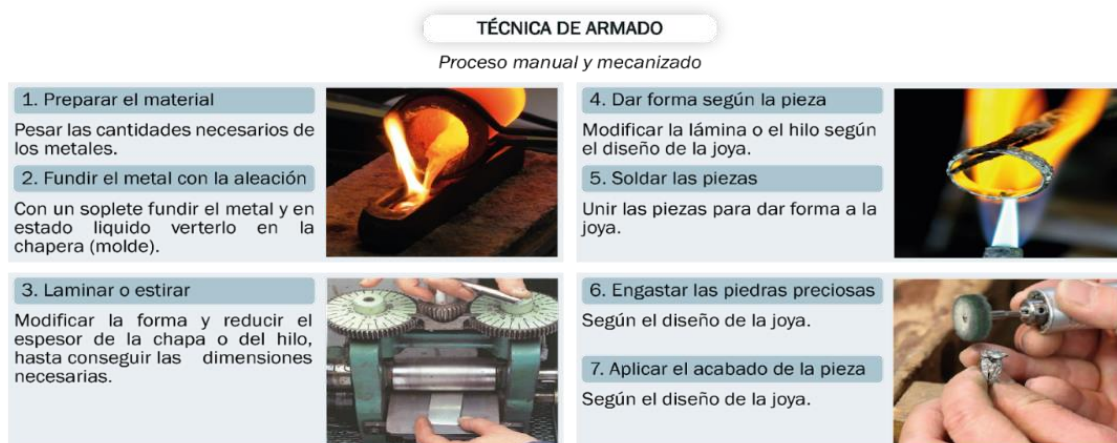 TÉCNICA DE ARMADO
Proceso manual y mecanizado
1. Preparar el material
Pesar las cantidades necesarios de
los metales.
2. Fundir el metal con la aleación
Con un soplete fundir el metal y en
estado liquido verterlo en la
chapera (molde).
3. Laminar o estirar
Modificar la forma y reducir el
espesor de la chapa o del hilo,
hasta conseguir las dimensiones
necesarias.
4. Dar forma según la pieza
Modificar la lámina o el hilo según
el diseño de la joya.
5. Soldar las piezas
Unir las piezas para dar forma a la
joya.
6. Engastar las piedras preciosas
Según el diseño de la joya.
7. Aplicar el acabado de la pieza
Según el diseño de la joya.